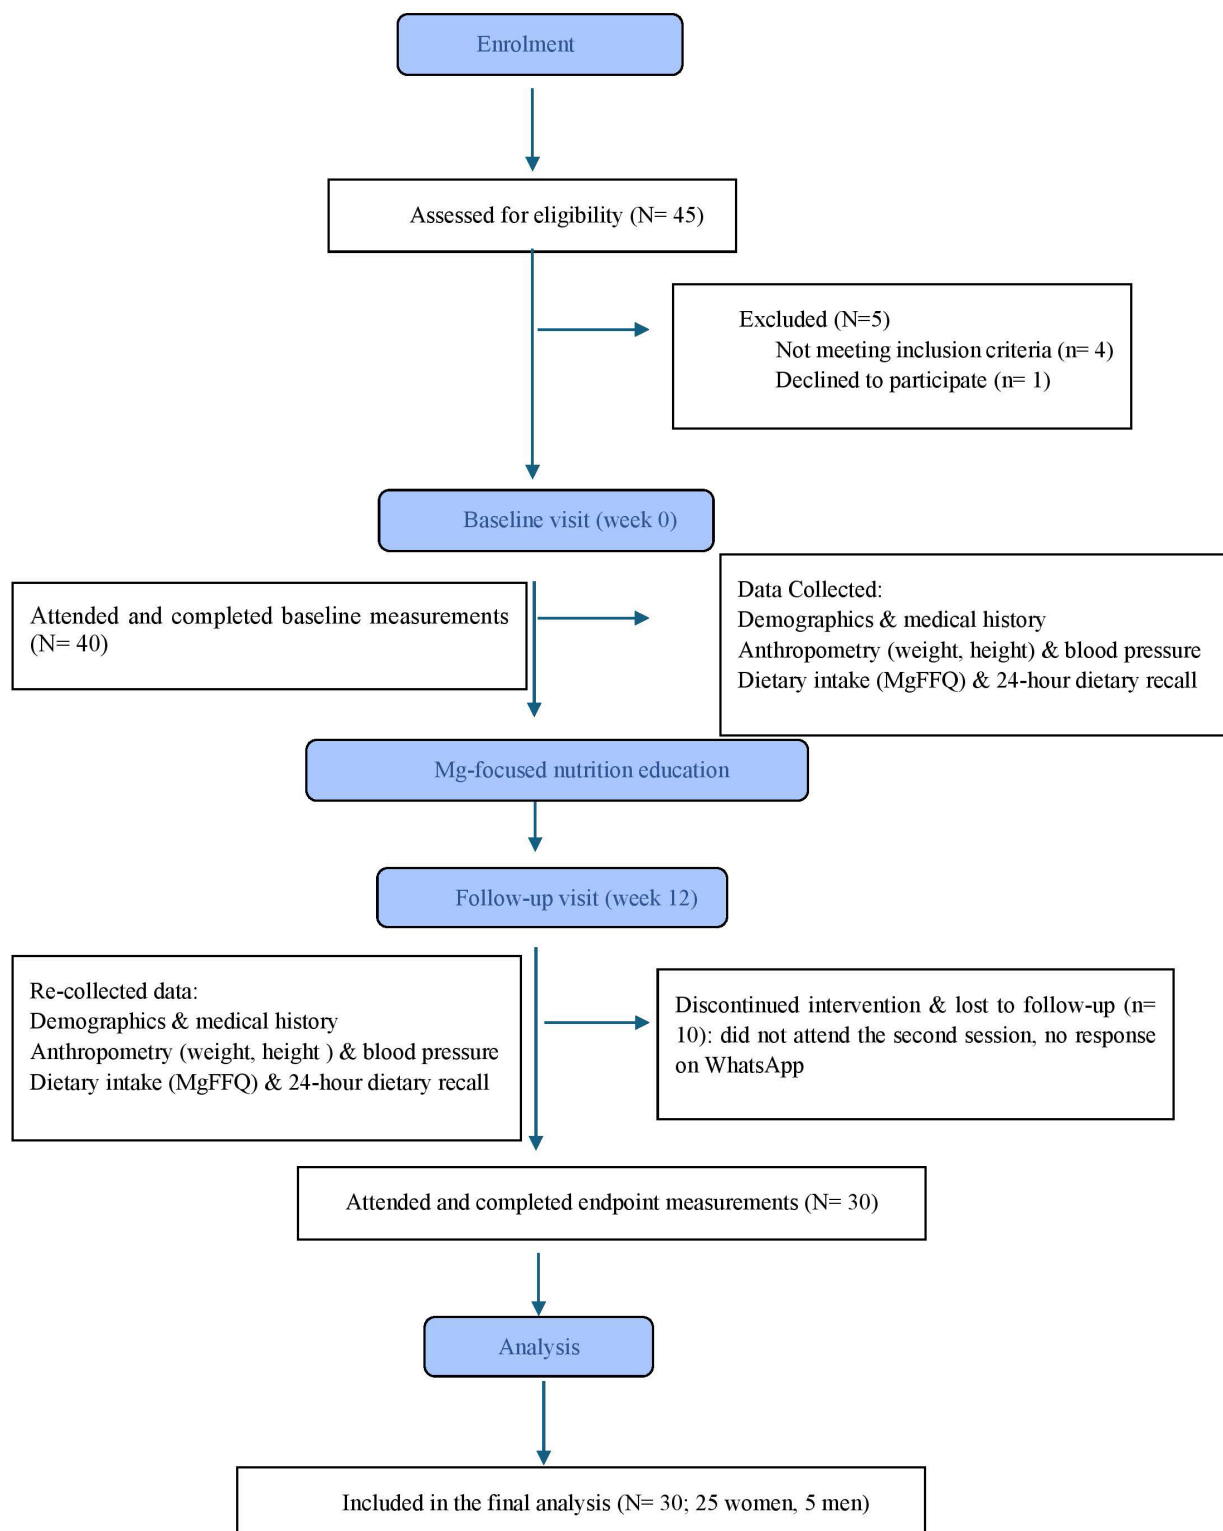 Enrolment
Assessed for eligibility (N= 45)
Excluded (N=5)
Not meeting inclusion criteria (n= 4)
Declined to participate (n= 1)
Baseline visit (week 0)
Attended and completed baseline measurements
(N= 40)
Data Collected:
Demographics & medical history
Anthropometry (weight, height) & blood pressure
Dietary intake (MgFFQ) & 24-hour dietary recall
Mg-focused nutrition education
Follow-up visit (week 12)
Re-collected data:
Demographics & medical history
Anthropometry (weight, height ) & blood pressure
Dietary intake (MgFFQ) & 24-hour dietary recall
Discontinued intervention & lost to follow-up (n=
10): did not attend the second session, no response
on WhatsApp
Attended and completed endpoint measurements (N= 30)
Analysis
Included in the final analysis (N= 30; 25 women, 5 men)